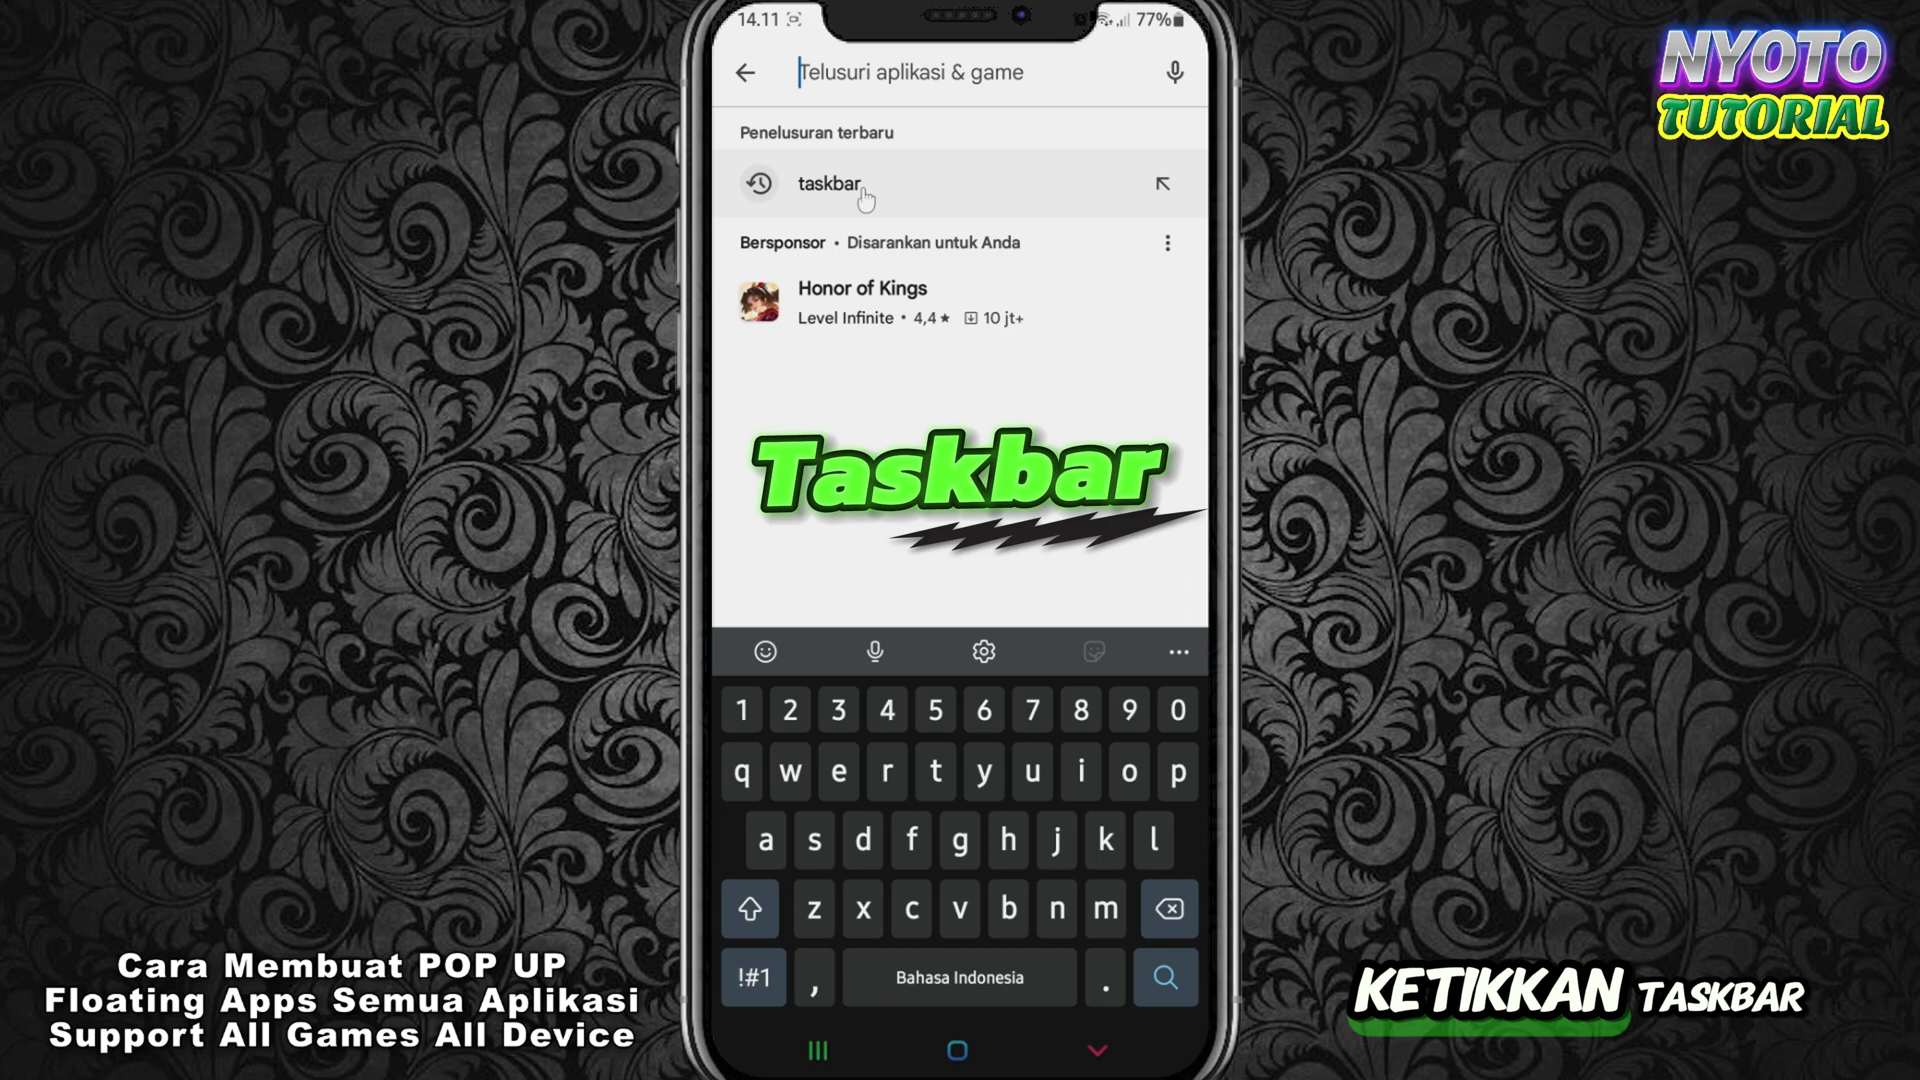 14.11
77%
Telusuri aplikasi & game
Penelusuran terbaru
taskbar
Bersponsor • Disarankan untuk Anda
Honor of Kings
Level Infinite • 4,4★ 10 jt+
Taskbar
1 2 3 4 5 6 7 8 9 0
q w e r t y u i o p
a s d f g h j k l
z x c v b n m
!#1 , Bahasa Indonesia .
NYOTO
TUTORIAL
Cara Membuat POP UP
Floating Apps Semua Aplikasi
Support All Games All Device
KETIKKAN TASKBAR